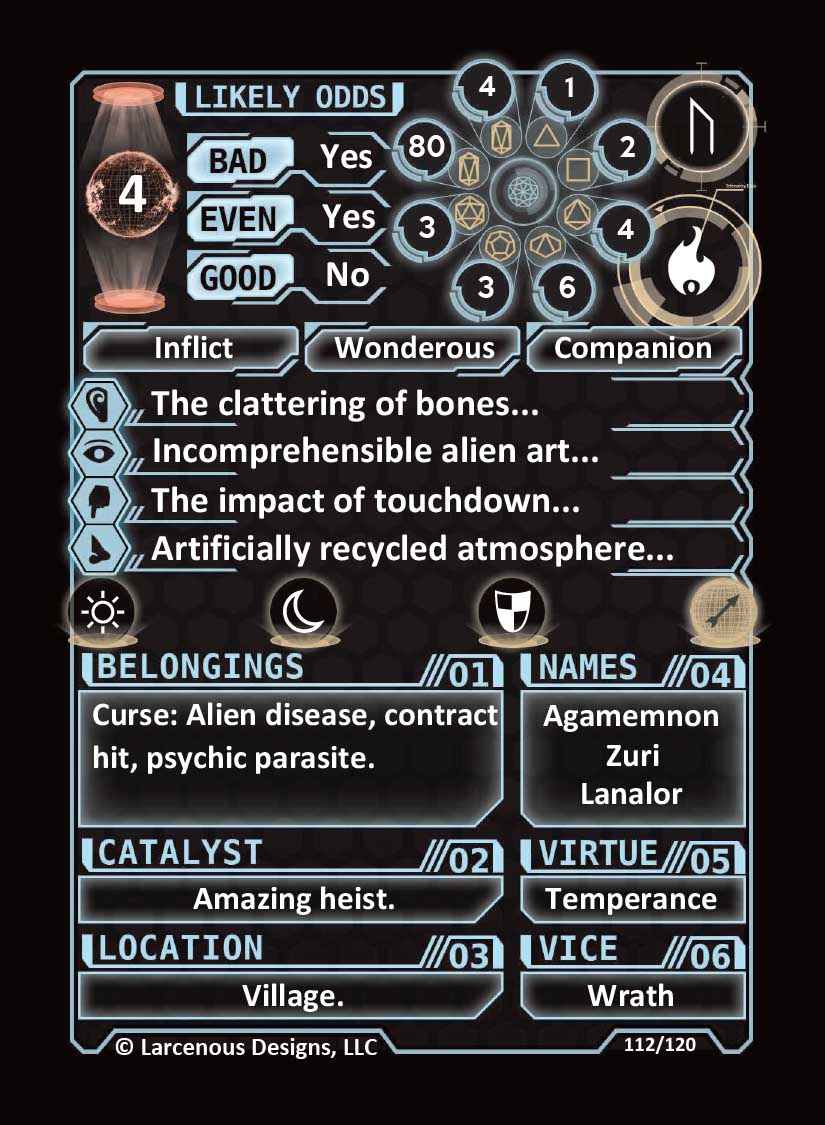 LIKELY ODDS
4
BAD Yes
EVEN Yes
GOOD No
4
1
80
2
3
4
3
6
ᚢ
Inflict
Wonderous
Companion
The clattering of bones...
Incomprehensible alien art...
The impact of touchdown...
Artificially recycled atmosphere...
BELONGINGS ///01
Curse: Alien disease, contract
hit, psychic parasite.
NAMES ///04
Agamemnon
Zuri
Lanalor
CATALYST ///02
Amazing heist.
VIRTUE ///05
Temperance
LOCATION ///03
Village.
VICE ///06
Wrath
© Larcenous Designs, LLC
112/120